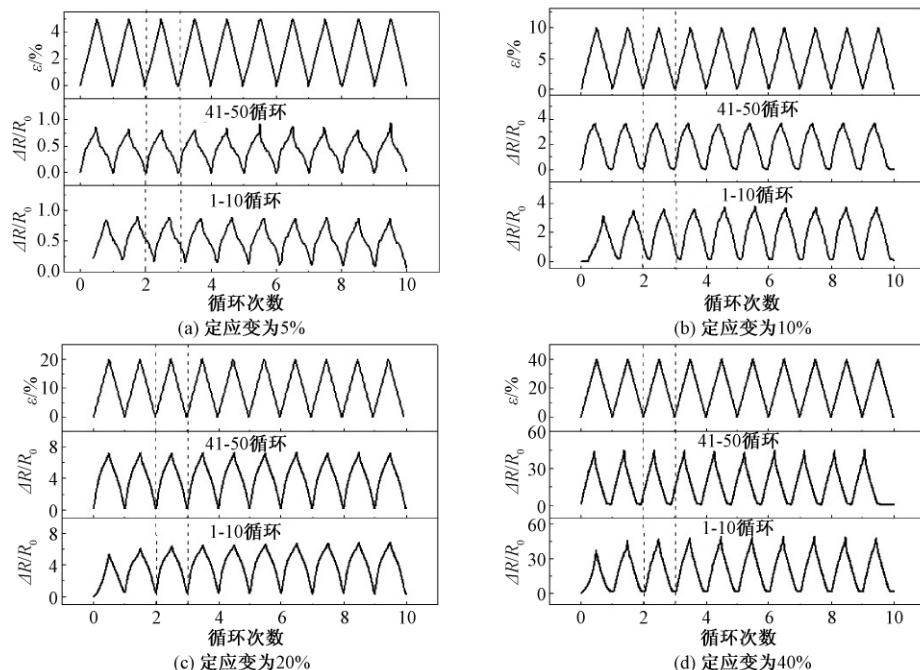 ε/%
4
2
0
41-50循环
ΔR/R₀
1.0
0.5
0.0
1-10循环
ΔR/R₀
1.0
0.5
0.0
0 2 4 6 8 10
循环次数
(a) 定应变为5%
ε/%
10
5
0
41-50循环
ΔR/R₀
4
2
0
1-10循环
ΔR/R₀
4
2
0
0 2 4 6 8 10
循环次数
(b) 定应变为10%
ε/%
20
10
0
41-50循环
ΔR/R₀
8
4
0
1-10循环
ΔR/R₀
8
4
0
0 2 4 6 8 10
循环次数
(c) 定应变为20%
ε/%
40
20
0
41-50循环
ΔR/R₀
60
30
0
1-10循环
ΔR/R₀
60
30
0
0 2 4 6 8 10
循环次数
(d) 定应变为40%